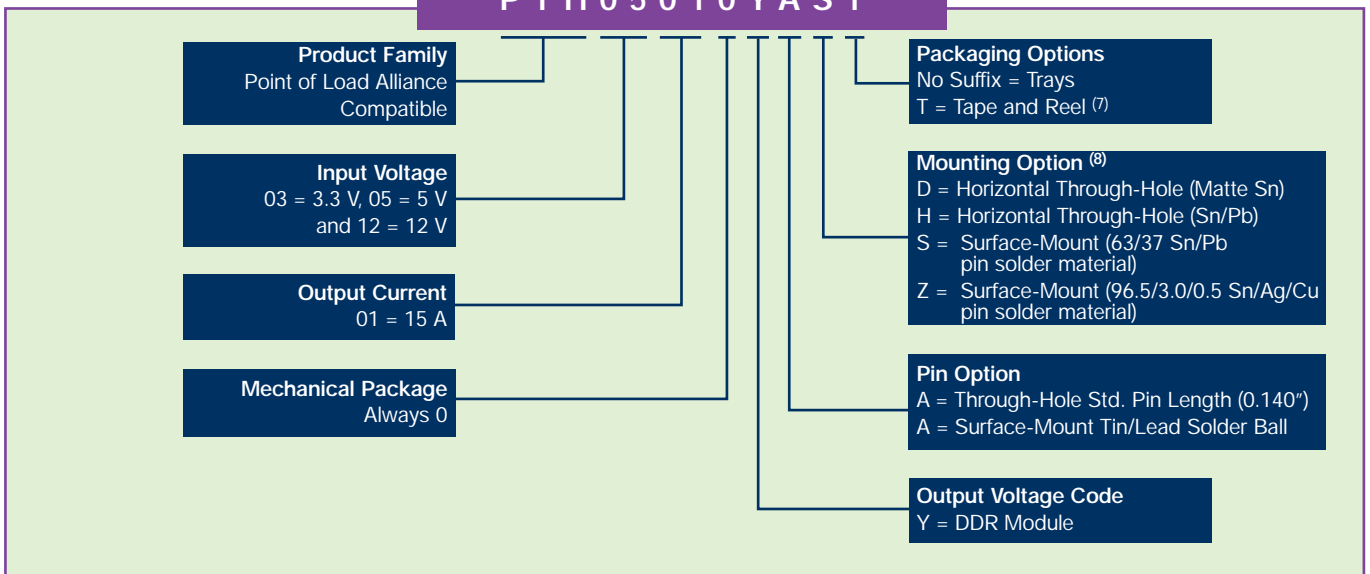 PTH05010YAST
Product Family
Point of Load Alliance
Compatible
Input Voltage
03 = 3.3 V, 05 = 5 V
and 12 = 12 V
Output Current
01 = 15 A
Mechanical Package
Always 0
Packaging Options
No Suffix = Trays
T = Tape and Reel (7)
Mounting Option (8)
D = Horizontal Through-Hole (Matte Sn)
H = Horizontal Through-Hole (Sn/Pb)
S = Surface-Mount (63/37 Sn/Pb
pin solder material)
Z = Surface-Mount (96.5/3.0/0.5 Sn/Ag/Cu
pin solder material)
Pin Option
A = Through-Hole Std. Pin Length (0.140″)
A = Surface-Mount Tin/Lead Solder Ball
Output Voltage Code
Y = DDR Module